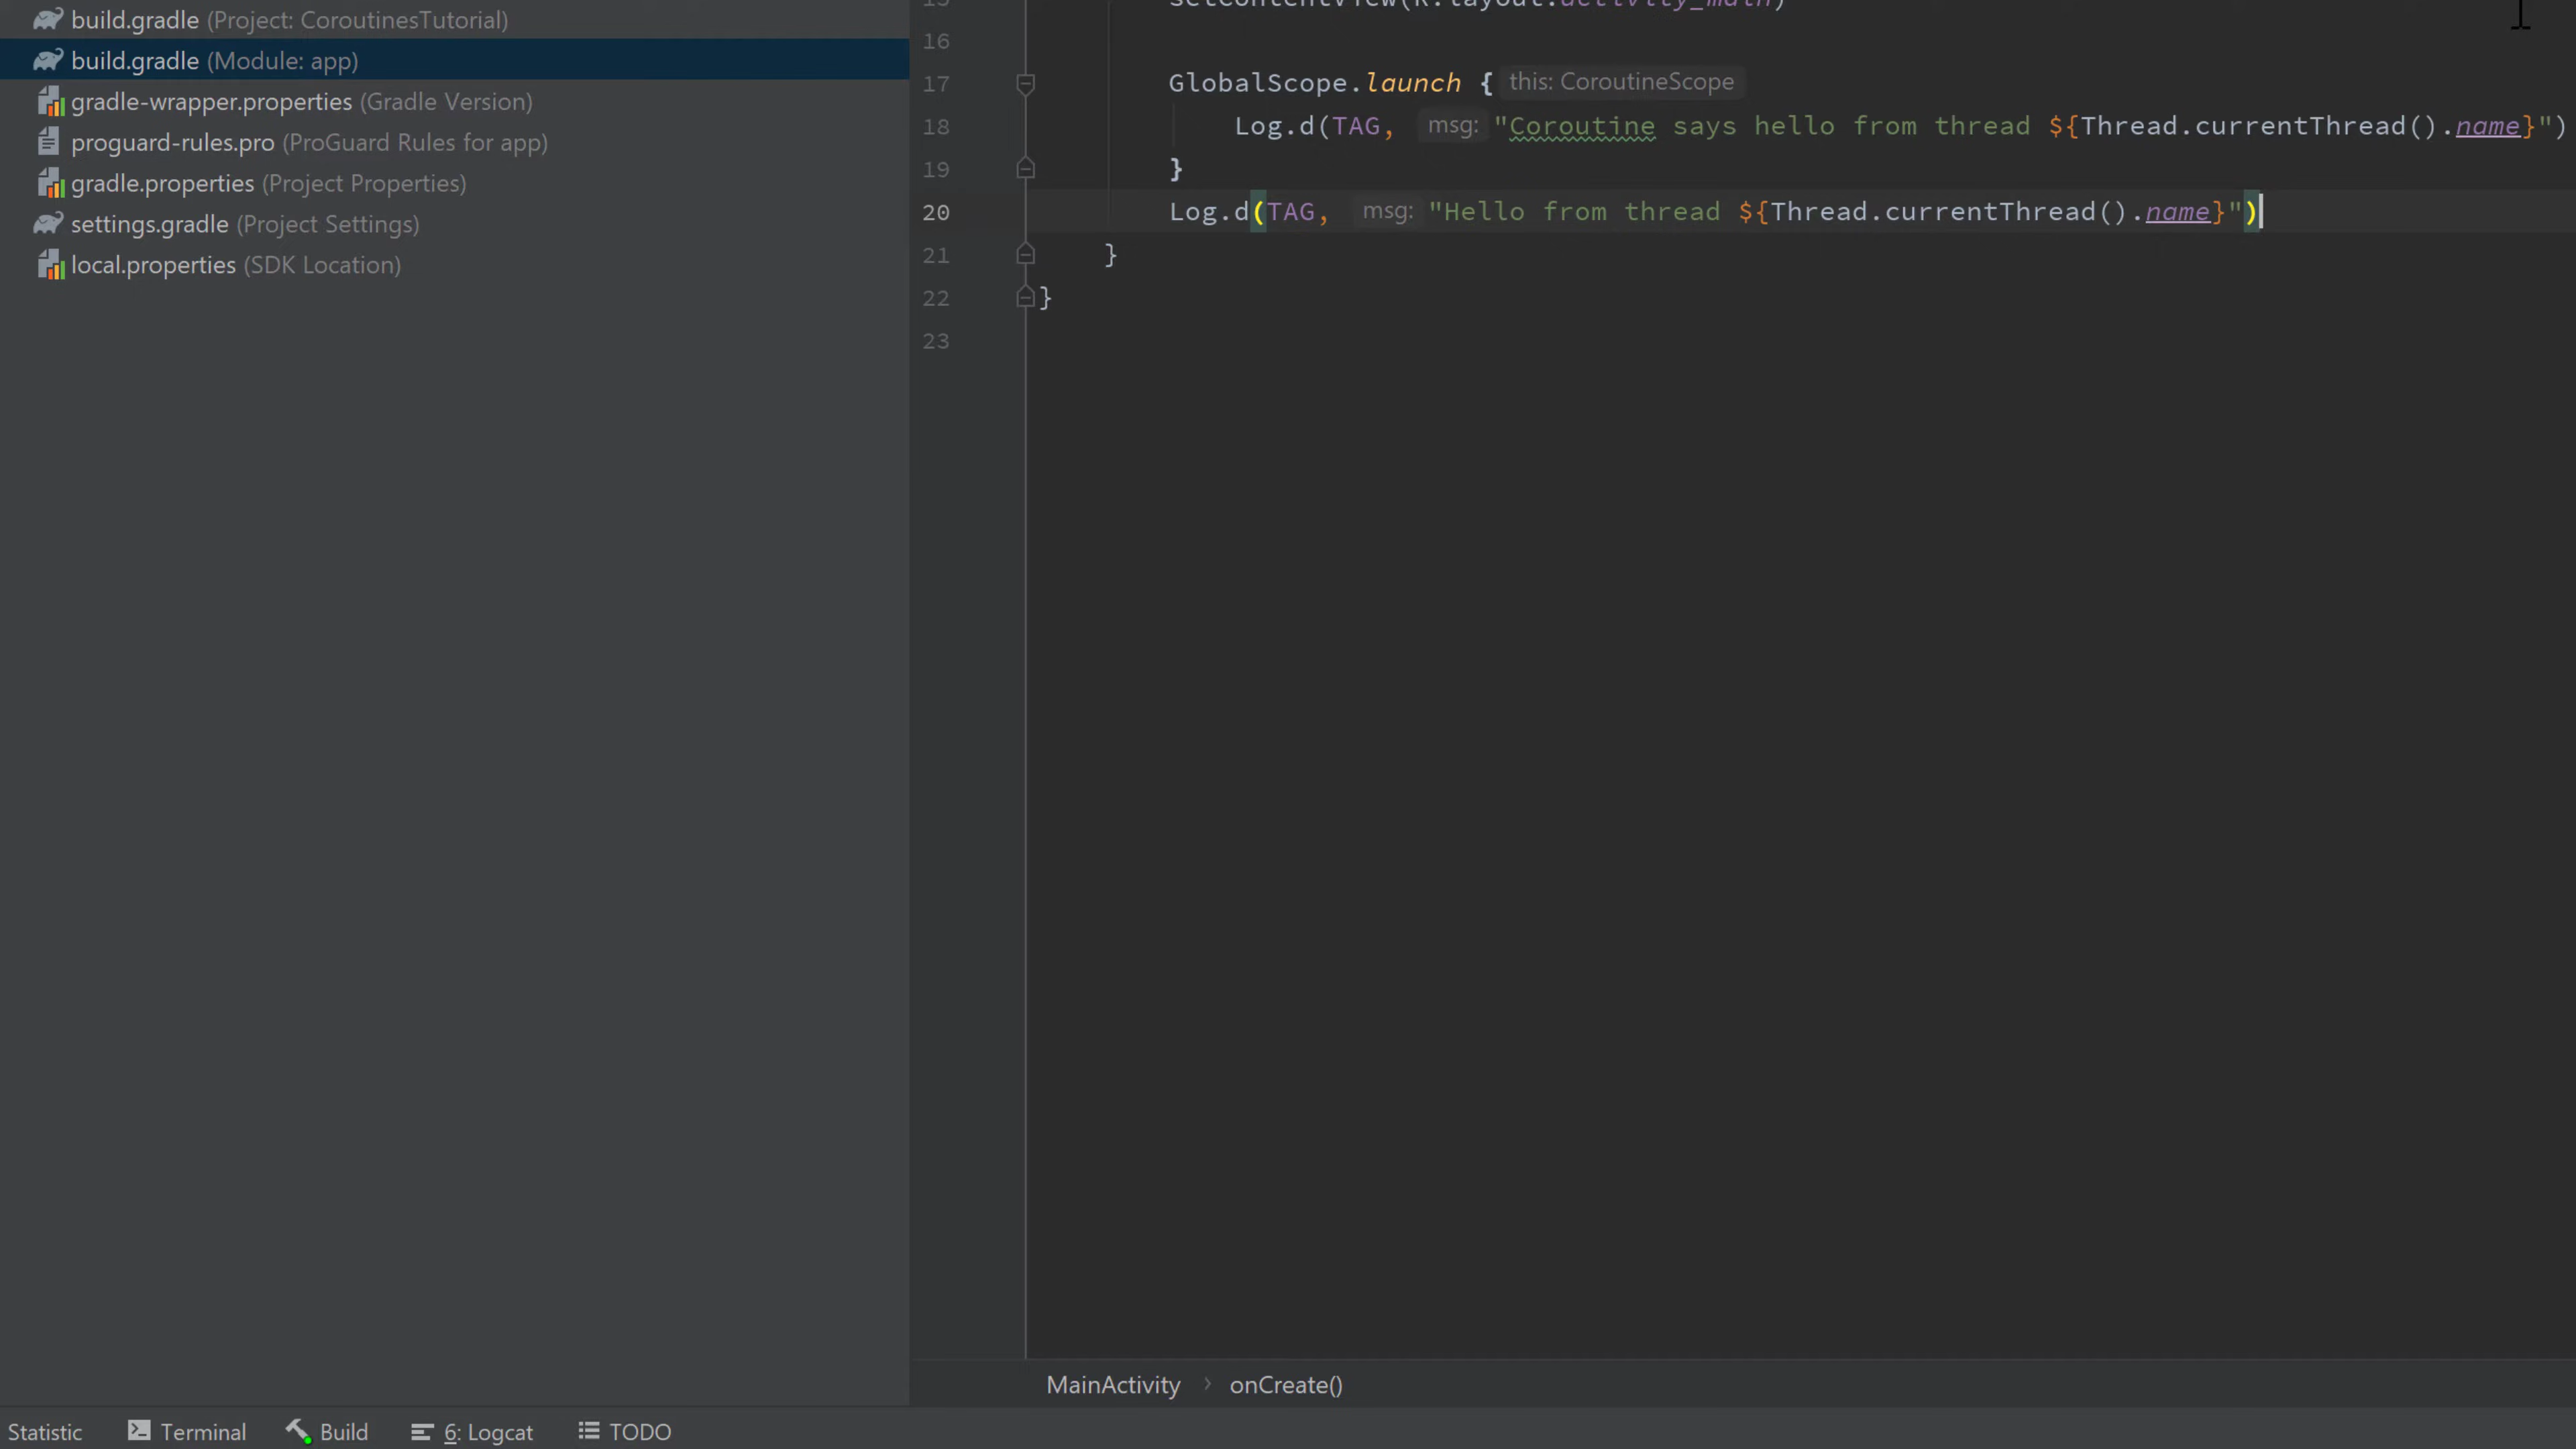 build.gradle (Project: CoroutinesTutorial)
build.gradle (Module: app)
gradle-wrapper.properties (Gradle Version)
proguard-rules.pro (ProGuard Rules for app)
gradle.properties (Project Properties)
settings.gradle (Project Settings)
local.properties (SDK Location)
15 setContentView(R.layout.activity_main)
16
17 GlobalScope.launch { this: CoroutineScope
18 Log.d(TAG, msg: "Coroutine says hello from thread ${Thread.currentThread().name}")
19 }
20 Log.d(TAG, msg: "Hello from thread ${Thread.currentThread().name}")
21 }
22 }
23
MainActivity › onCreate()
Statistic Terminal Build 6: Logcat TODO